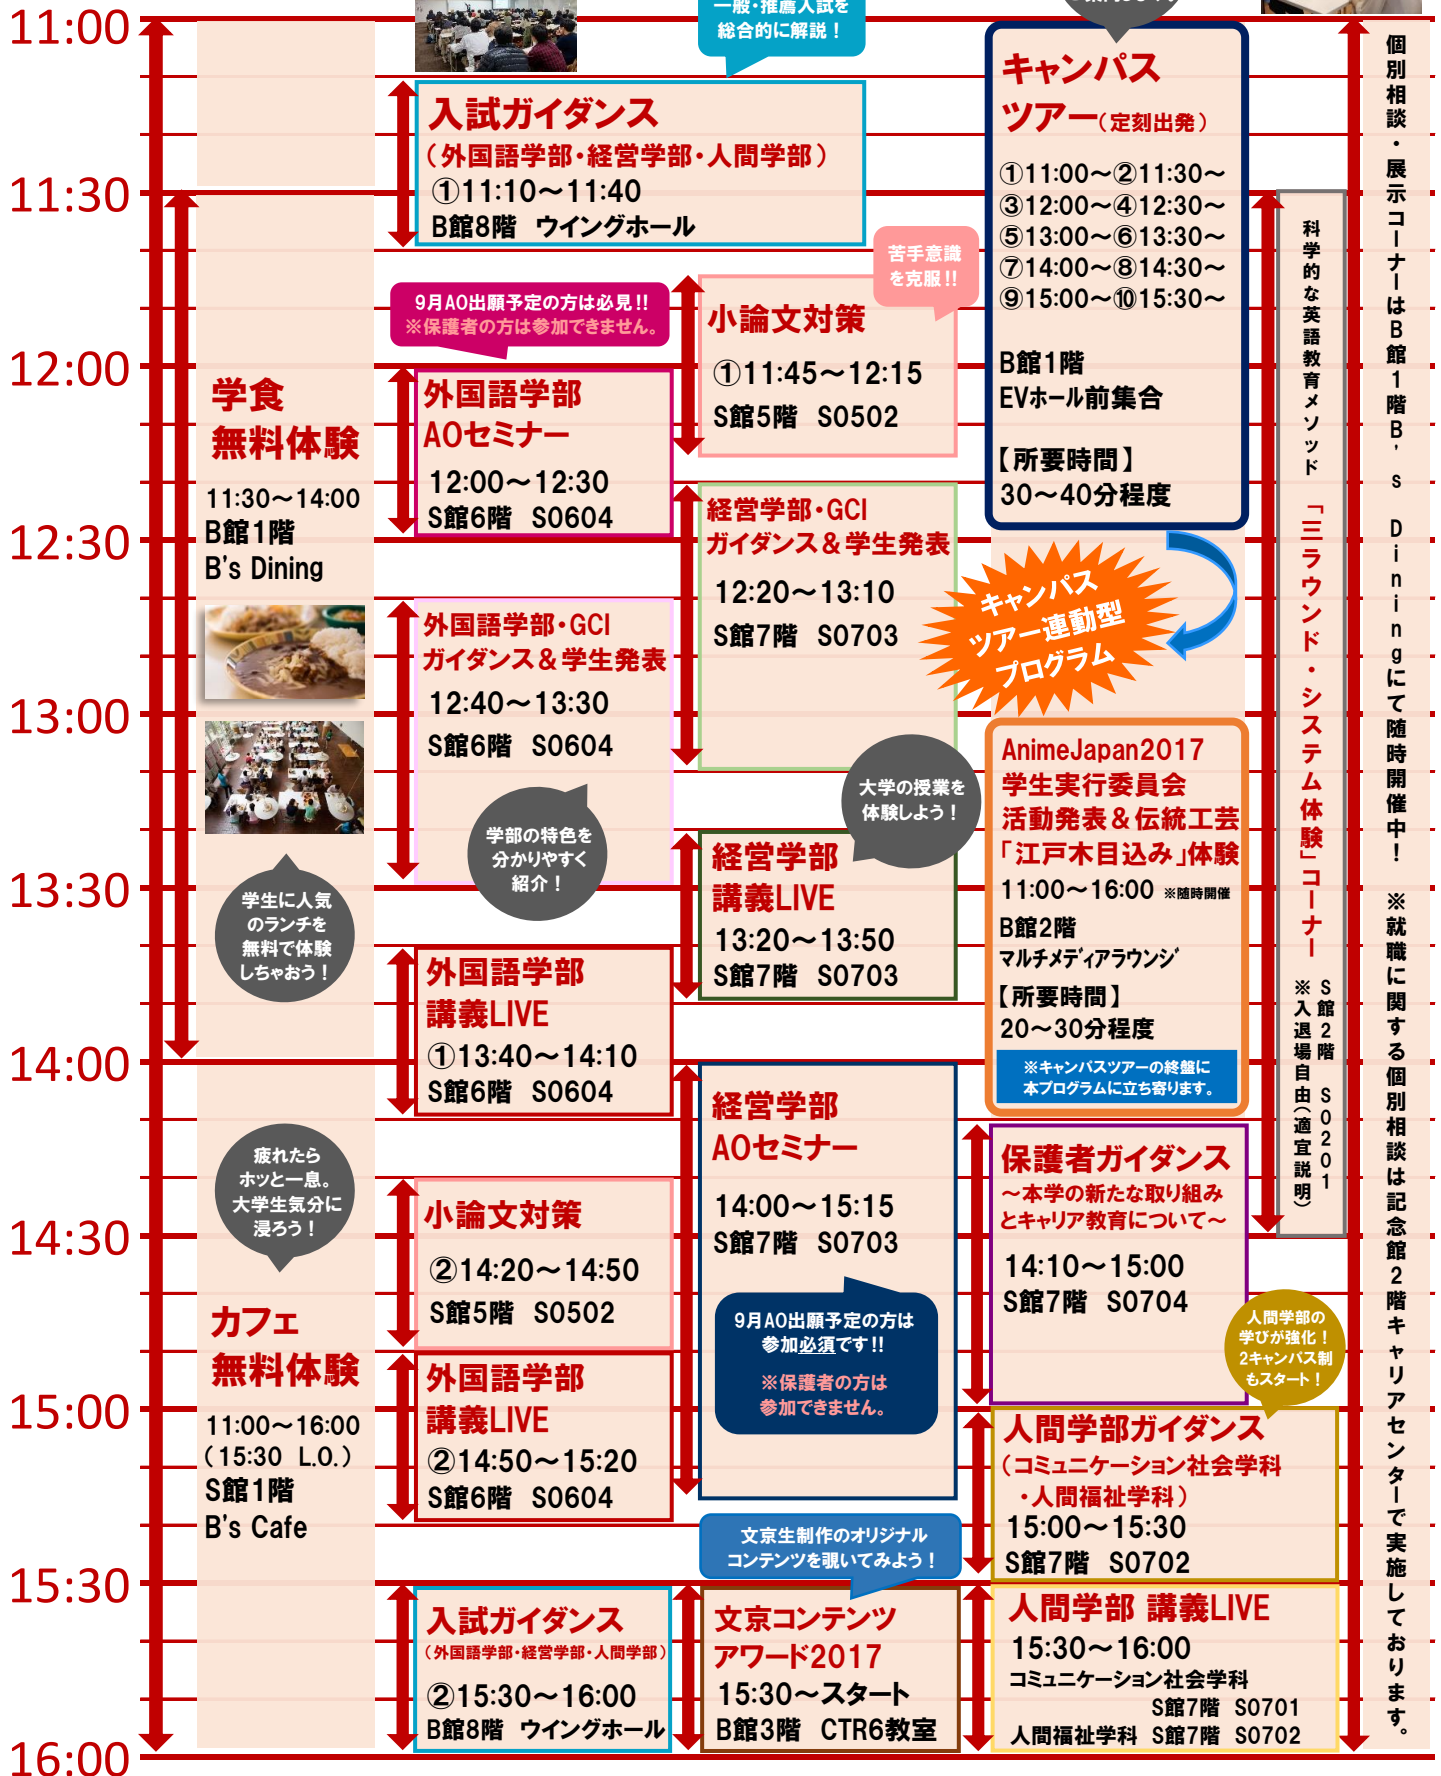 11:00
11:30
12:00
12:30
13:00
13:30
14:00
14:30
15:00
15:30
16:00
学食
無料体験
11:30～14:00
B館1階
B's Dining
学生に人気
のランチを
無料で体験
しちゃおう！
疲れたら
ホッと一息。
大学生気分に
浸ろう！
カフェ
無料体験
11:00～16:00
（15:30 L.O.）
S館1階
B's Cafe
一般・推薦入試を
総合的に解説！
入試ガイダンス
（外国語学部・経営学部・人間学部）
①11:10～11:40
B館8階 ウイングホール
9月AO出願予定の方は必見!!
※保護者の方は参加できません。
外国語学部
AOセミナー
12:00～12:30
S館6階 S0604
外国語学部・GCI
ガイダンス＆学生発表
12:40～13:30
S館6階 S0604
学部の特色を
分かりやすく
紹介！
外国語学部
講義LIVE
①13:40～14:10
S館6階 S0604
小論文対策
②14:20～14:50
S館5階 S0502
外国語学部
講義LIVE
②14:50～15:20
S館6階 S0604
入試ガイダンス
（外国語学部・経営学部・人間学部）
②15:30～16:00
B館8階 ウイングホール
苦手意識
を克服!!
小論文対策
①11:45～12:15
S館5階 S0502
経営学部・GCI
ガイダンス＆学生発表
12:20～13:10
S館7階 S0703
大学の授業を
体験しよう！
経営学部
講義LIVE
13:20～13:50
S館7階 S0703
経営学部
AOセミナー
14:00～15:15
S館7階 S0703
9月AO出願予定の方は
参加必須です!!
※保護者の方は
参加できません。
文京生制作のオリジナル
コンテンツを覗いてみよう！
文京コンテンツ
アワード2017
15:30～スタート
B館3階 CTR6教室
キャンパス
ツアー（定刻出発）
①11:00～②11:30～
③12:00～④12:30～
⑤13:00～⑥13:30～
⑦14:00～⑧14:30～
⑨15:00～⑩15:30～
B館1階
EVホール前集合
【所要時間】
30～40分程度
キャンパス
ツアー連動型
プログラム
AnimeJapan2017
学生実行委員会
活動発表＆伝統工芸
「江戸木目込み」体験
11:00～16:00 ※随時開催
B館2階
マルチメディアラウンジ
【所要時間】
20～30分程度
※キャンパスツアーの終盤に
本プログラムに立ち寄ります。
保護者ガイダンス
～本学の新たな取り組み
とキャリア教育について～
14:10～15:00
S館7階 S0704
人間学部の
学びが強化！
2キャンパス制
もスタート！
人間学部ガイダンス
（コミュニケーション社会学科
・人間福祉学科）
15:00～15:30
S館7階 S0702
人間学部 講義LIVE
15:30～16:00
コミュニケーション社会学科
S館7階 S0701
人間福祉学科 S館7階 S0702
科学的な英語教育メソッド 「三ラウンド・システム体験」コーナー
S館2階 S0201
※入退場自由（適宜説明）
個別相談・展示コーナーはB館1階B's Diningにて随時開催中！ ※就職に関する個別相談は記念館2階キャリアセンターで実施しております。